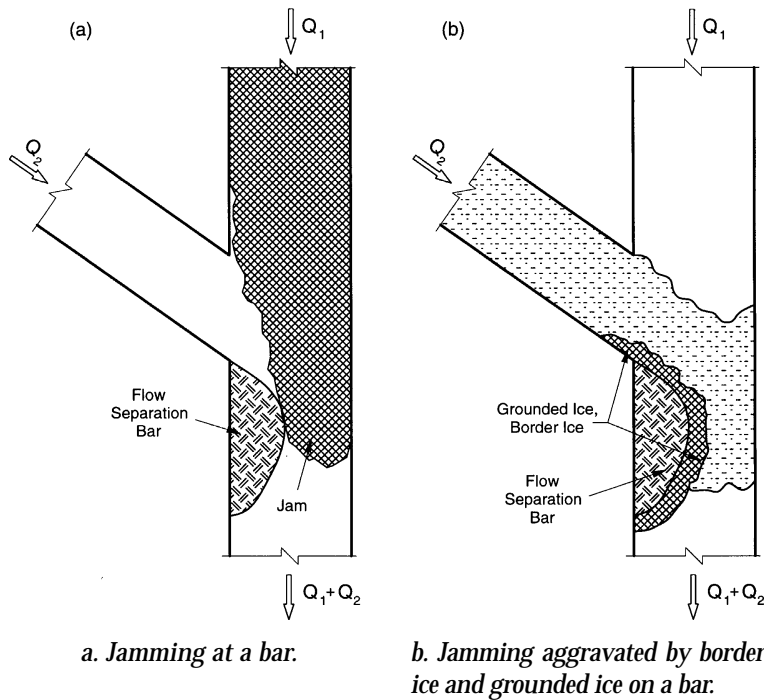 (a)
Q1
Q2
Flow
Separation
Bar
Jam
Q1 + Q2
a. Jamming at a bar.
(b)
Q1
Q2
Grounded Ice,
Border Ice
Flow
Separation
Bar
Q1 + Q2
b. Jamming aggravated by border
ice and grounded ice on a bar.